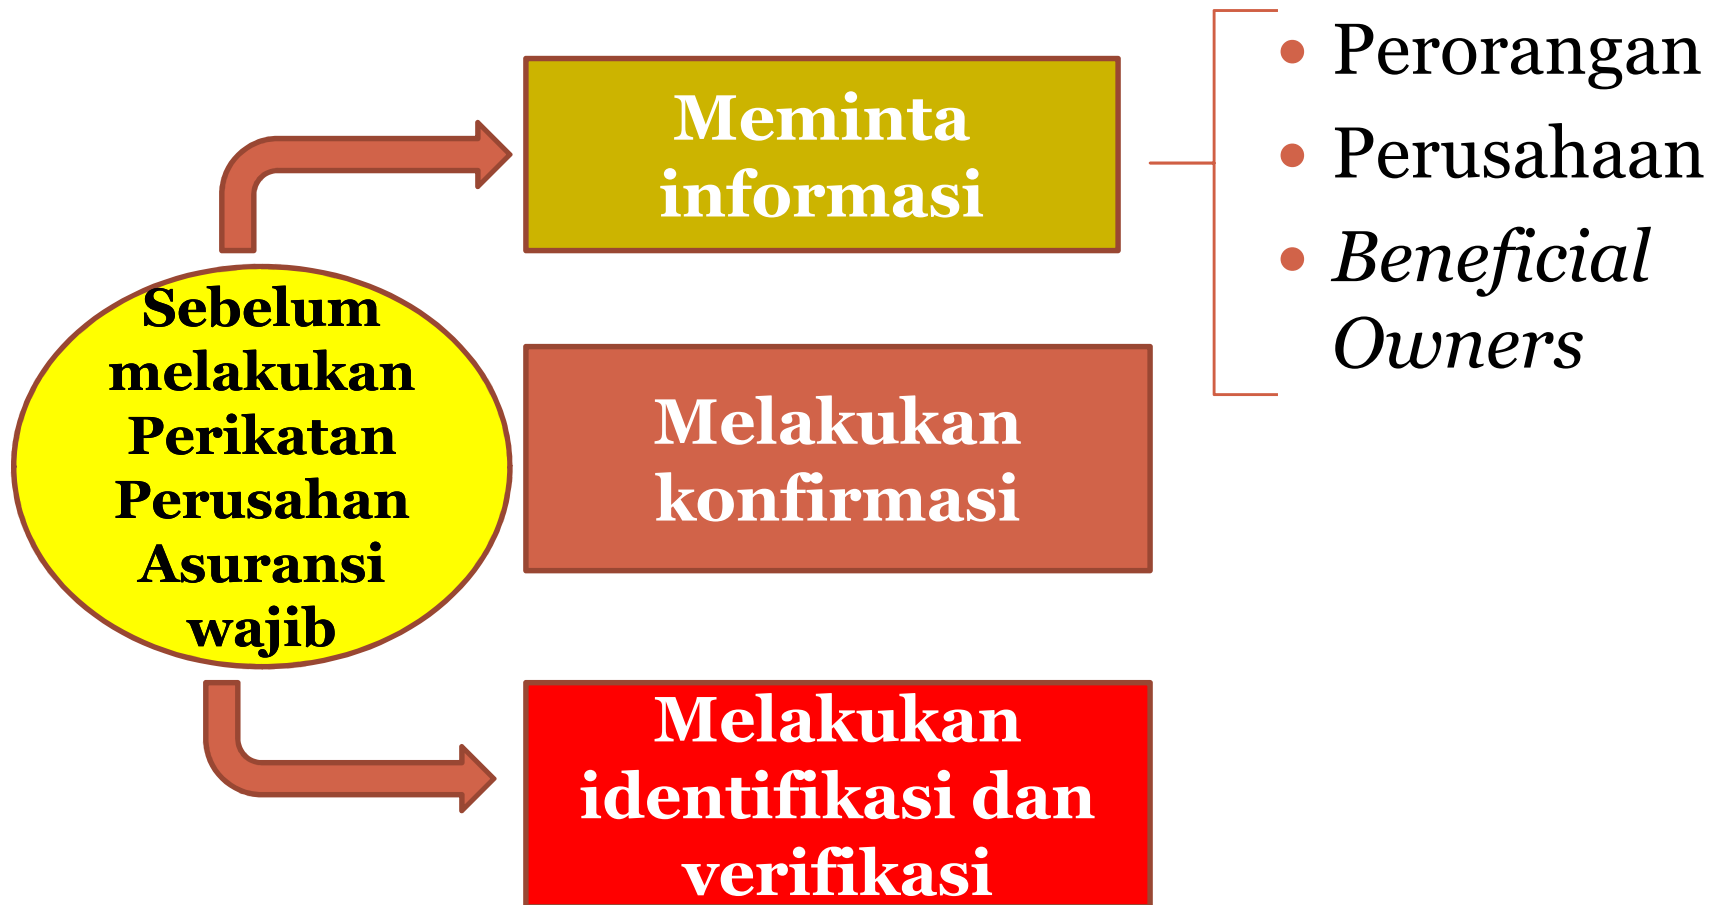 Sebelum
melakukan
Perikatan
Perusahan
Asuransi
wajib
Meminta
informasi
Perorangan
Perusahaan
Beneficial
Owners
Melakukan
konfirmasi
Melakukan
identifikasi dan
verifikasi